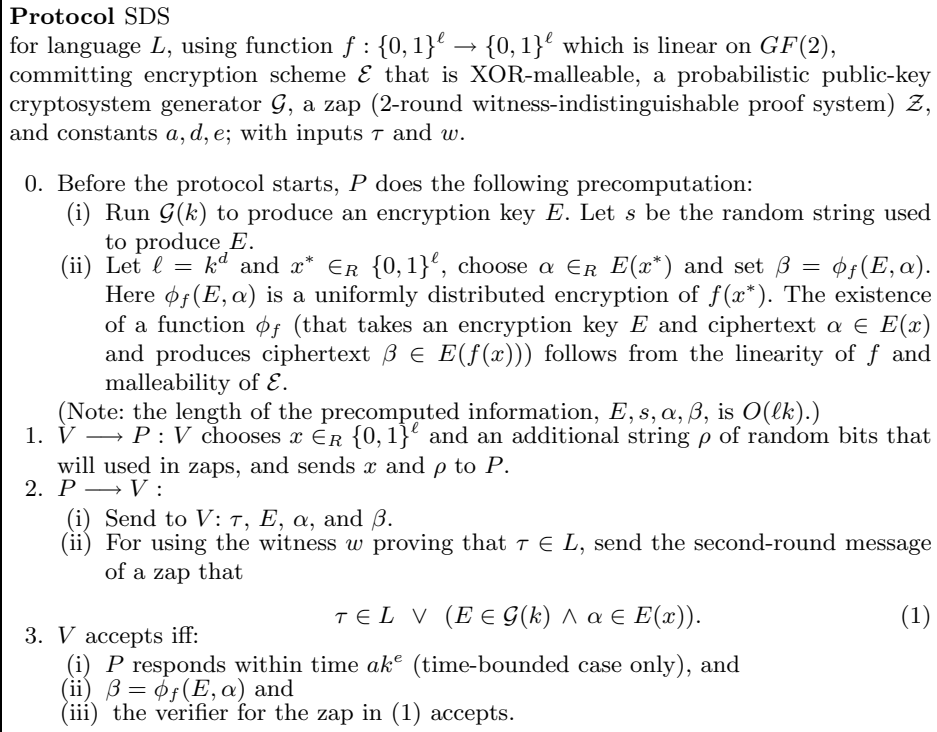 Protocol SDS
for language L, using function f : {0, 1}^ℓ → {0, 1}^ℓ which is linear on GF(2),
committing encryption scheme ℰ that is XOR-malleable, a probabilistic public-key
cryptosystem generator 𝒢, a zap (2-round witness-indistinguishable proof system) 𝒵,
and constants a, d, e; with inputs τ and w.
0. Before the protocol starts, P does the following precomputation:
(i) Run 𝒢(k) to produce an encryption key E. Let s be the random string used
to produce E.
(ii) Let ℓ = k^d and x* ∈_R {0, 1}^ℓ, choose α ∈_R E(x*) and set β = ϕ_f(E, α).
Here ϕ_f(E, α) is a uniformly distributed encryption of f(x*). The existence
of a function ϕ_f (that takes an encryption key E and ciphertext α ∈ E(x)
and produces ciphertext β ∈ E(f(x))) follows from the linearity of f and
malleability of ℰ.
(Note: the length of the precomputed information, E, s, α, β, is O(ℓk).)
1. V ⟶ P : V chooses x ∈_R {0, 1}^ℓ and an additional string ρ of random bits that
will used in zaps, and sends x and ρ to P.
2. P ⟶ V :
(i) Send to V: τ, E, α, and β.
(ii) For using the witness w proving that τ ∈ L, send the second-round message
of a zap that
τ ∈ L ∨ (E ∈ 𝒢(k) ∧ α ∈ E(x)). (1)
3. V accepts iff:
(i) P responds within time ak^e (time-bounded case only), and
(ii) β = ϕ_f(E, α) and
(iii) the verifier for the zap in (1) accepts.